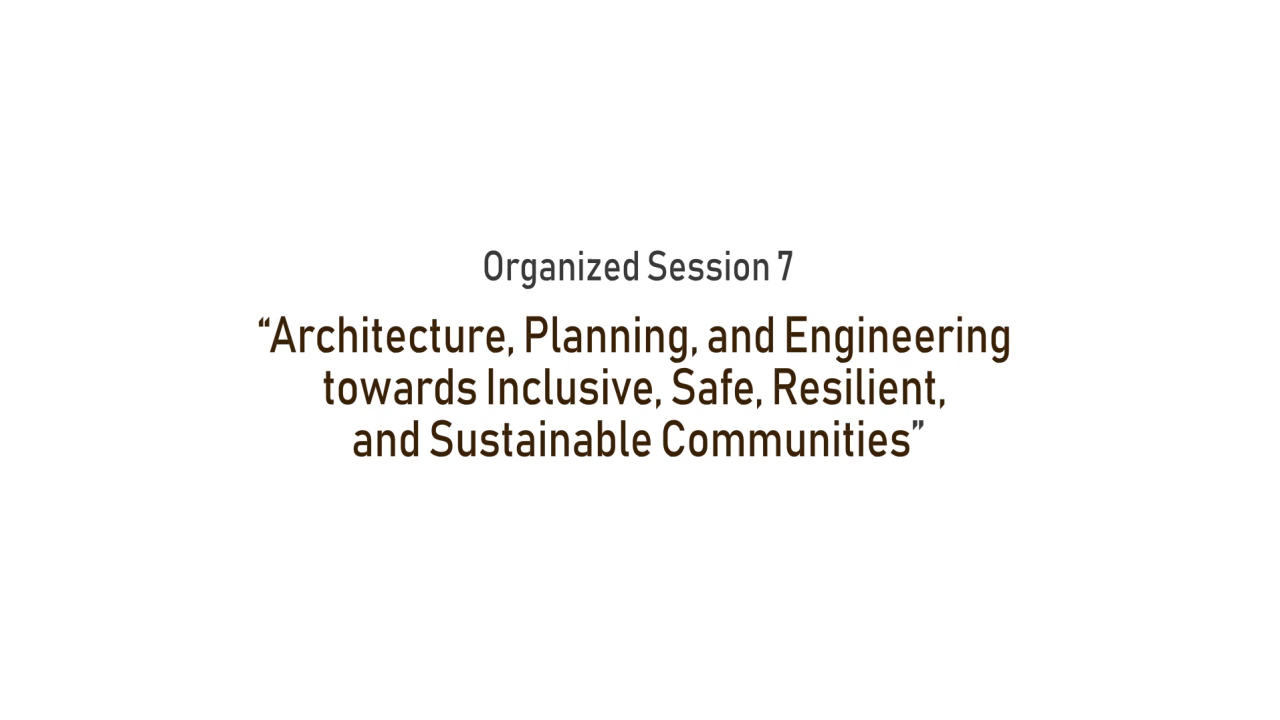 Organized Session 7
“Architecture, Planning, and Engineering
towards Inclusive, Safe, Resilient,
and Sustainable Communities”